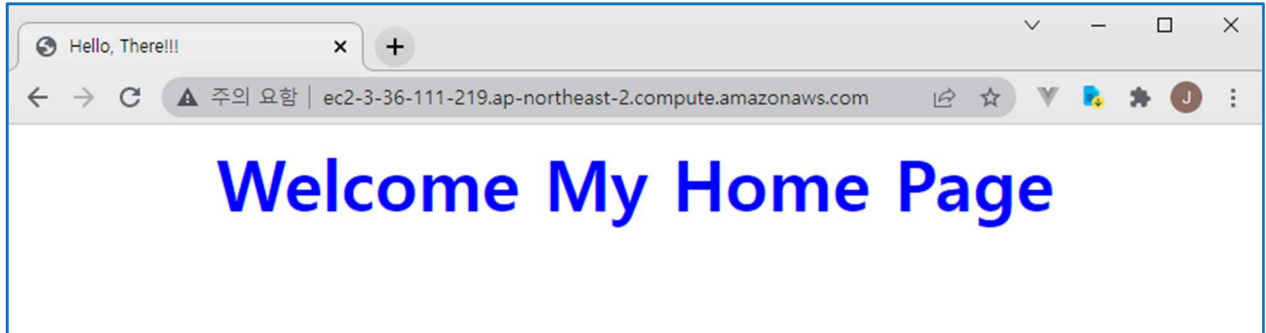 Hello, There!!!
주의 요함 | ec2-3-36-111-219.ap-northeast-2.compute.amazonaws.com
J
Welcome My Home Page